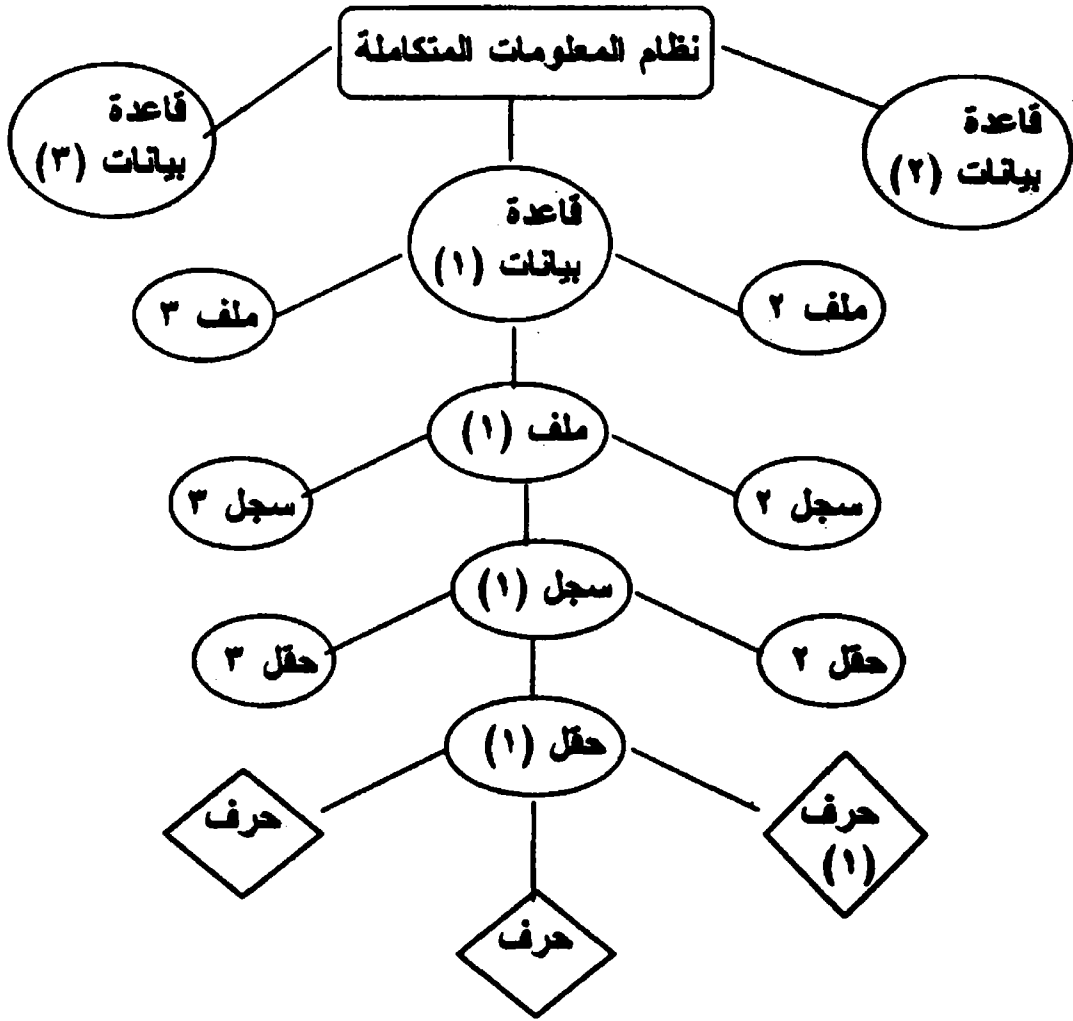 نظام المعلومات المتكاملة
قاعدة
بيانات (٢)
قاعدة
بيانات (١)
قاعدة
بيانات (٣)
ملف ٢
ملف ٣
ملف (١)
سجل ٢
سجل ٣
سجل (١)
حقل ٢
حقل ٣
حقل (١)
حرف
(١)
حرف
حرف